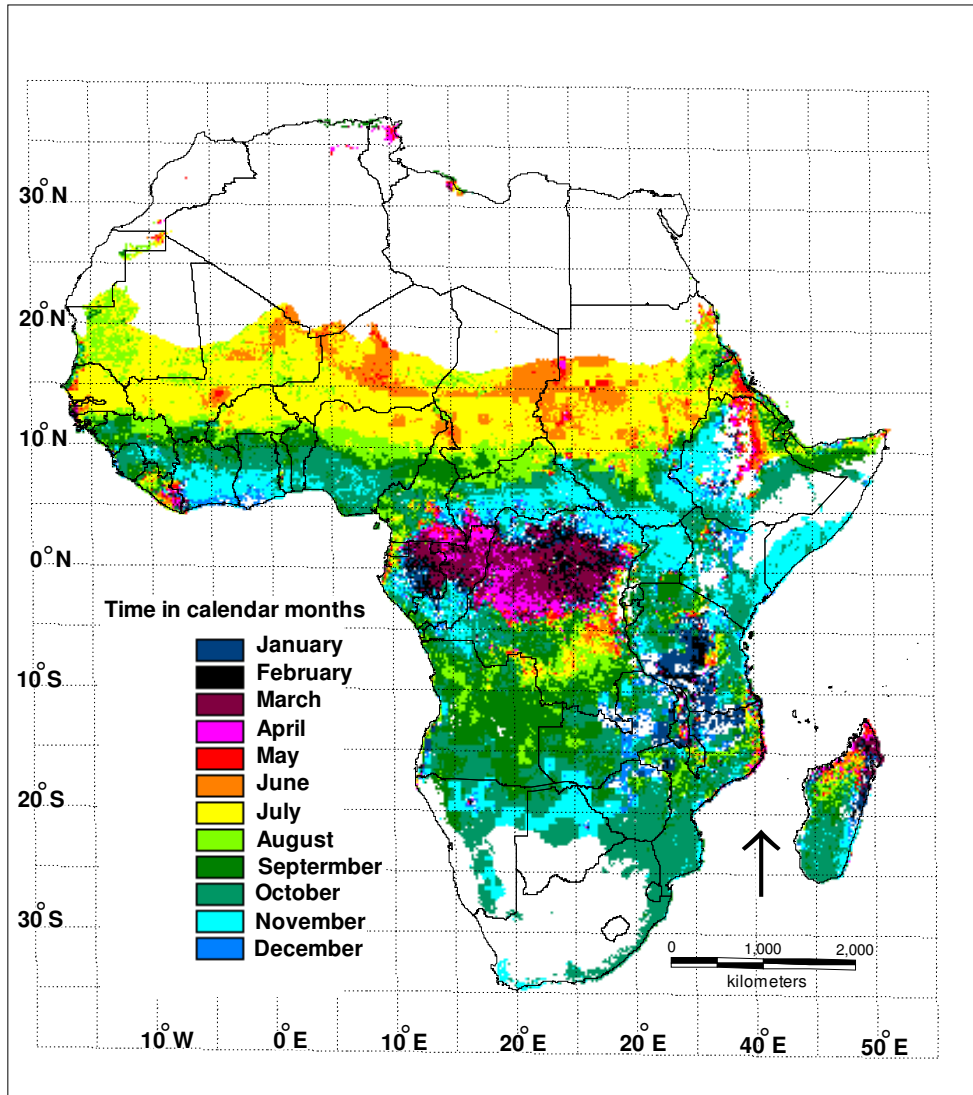 30° N
20° N
10° N
0° N
Time in calendar months
January
February
March
April
May
June
July
August
Septermber
October
November
December
10° S
20° S
30° S
0 1,000 2,000
kilometers
10° W 0° E 10° E 20° E 20° E 40° E 50° E